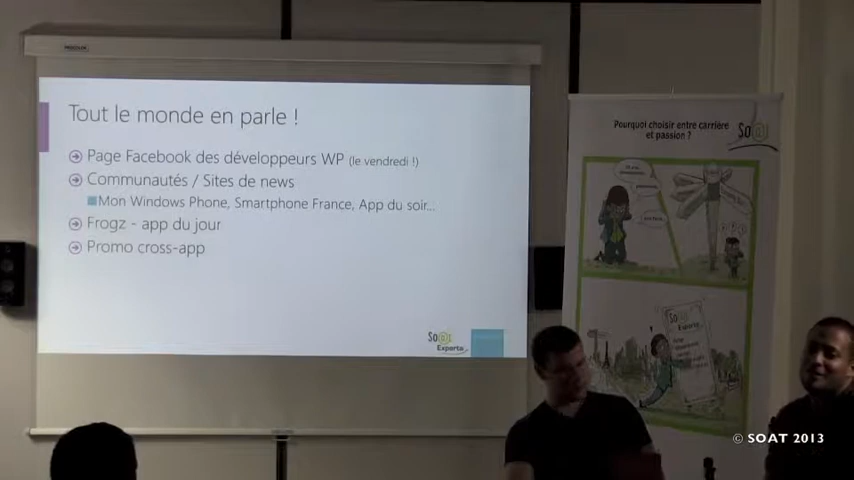 Tout le monde en parle !
Page Facebook des développeurs WP (le vendredi !)
Communautés / Sites de news
Mon Windows Phone, Smartphone France, App du soir...
Frogz - app du jour
Promo cross-app
So@t
Experts
Pourquoi choisir entre carrière
et passion ?
So@t
So@t
Experts
© SOAT 2013